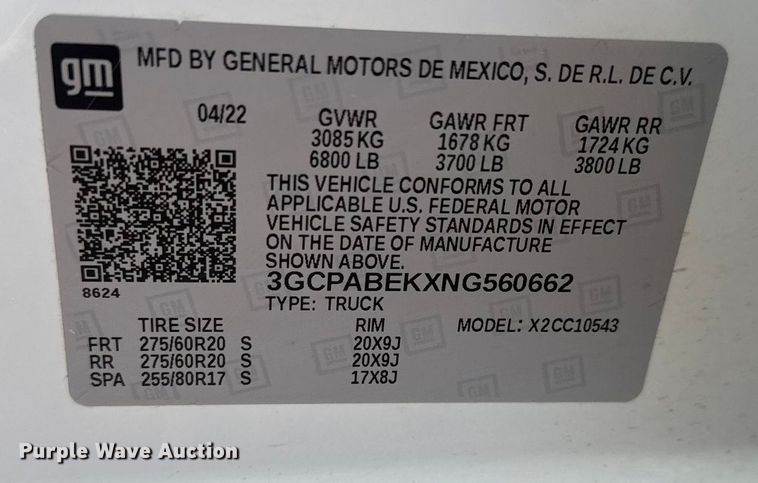 gm
MFD BY GENERAL MOTORS DE MEXICO, S. DE R.L. DE C.V.
04/22 GVWR GAWR FRT GAWR RR
3085 KG 1678 KG 1724 KG
6800 LB 3700 LB 3800 LB
THIS VEHICLE CONFORMS TO ALL
APPLICABLE U.S. FEDERAL MOTOR
VEHICLE SAFETY STANDARDS IN EFFECT
ON THE DATE OF MANUFACTURE
SHOWN ABOVE.
3GCPABEKXNG560662
8624
TYPE: TRUCK
TIRE SIZE RIM MODEL: X2CC10543
FRT 275/60R20 S 20X9J
RR 275/60R20 S 20X9J
SPA 255/80R17 S 17X8J
Purple Wave Auction